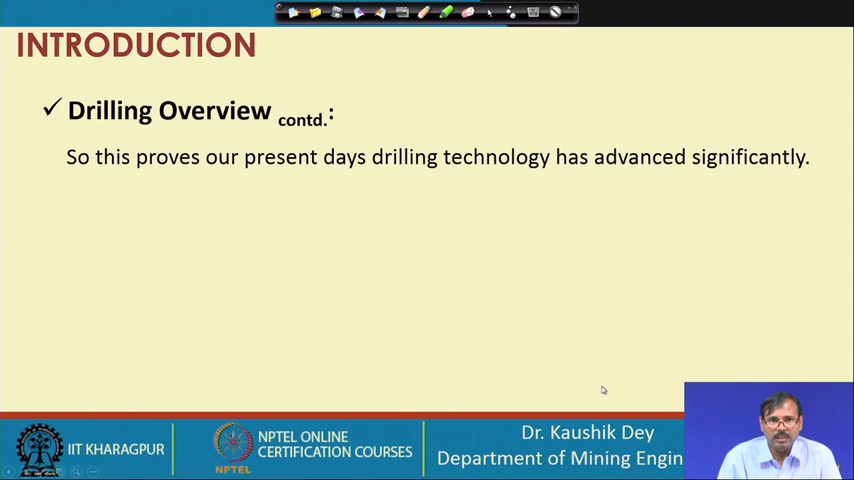 INTRODUCTION
✓ Drilling Overview contd.:
So this proves our present days drilling technology has advanced significantly.
IIT KHARAGPUR
NPTEL
NPTEL ONLINE
CERTIFICATION COURSES
Dr. Kaushik Dey
Department of Mining Engin